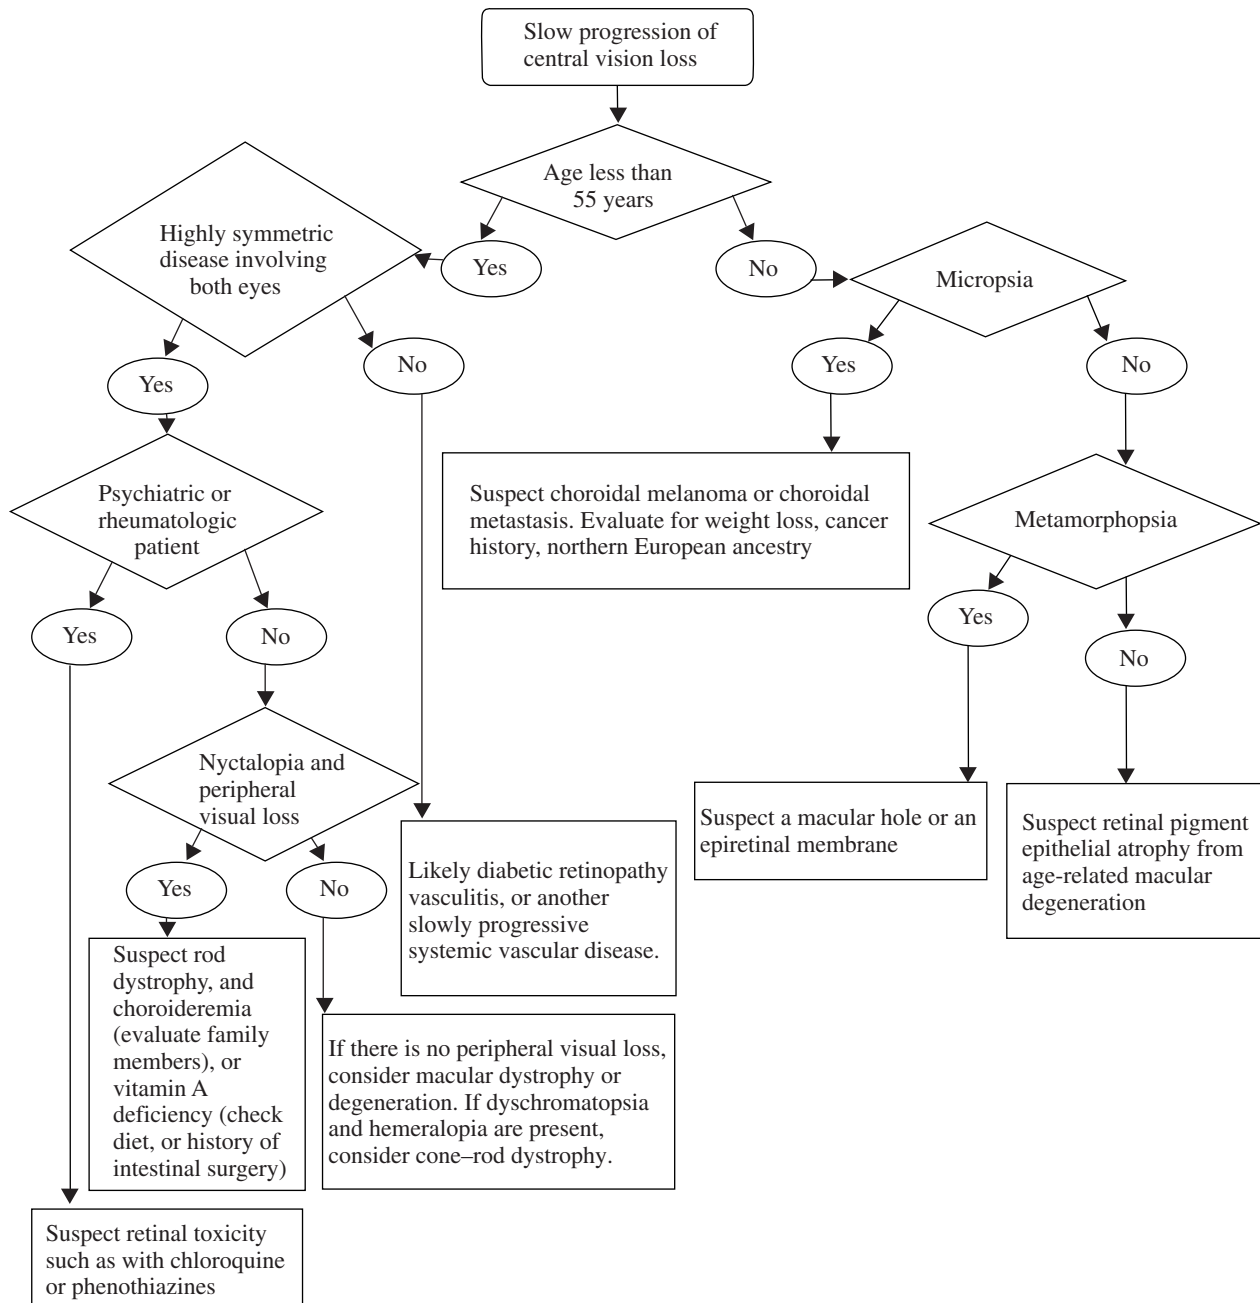 Slow progression of
central vision loss
Age less than
55 years
Yes
No
Highly symmetric
disease involving
both eyes
Yes
No
Psychiatric or
rheumatologic
patient
Yes
No
Nyctalopia and
peripheral
visual loss
Yes
No
Suspect rod
dystrophy, and
choroideremia
(evaluate family
members), or
vitamin A
deficiency (check
diet, or history of
intestinal surgery)
If there is no peripheral visual loss,
consider macular dystrophy or
degeneration. If dyschromatopsia
and hemeralopia are present,
consider cone–rod dystrophy.
Suspect retinal toxicity
such as with chloroquine
or phenothiazines
Likely diabetic retinopathy
vasculitis, or another
slowly progressive
systemic vascular disease.
Micropsia
Yes
No
Suspect choroidal melanoma or choroidal
metastasis. Evaluate for weight loss, cancer
history, northern European ancestry
Metamorphopsia
Yes
No
Suspect a macular hole or an
epiretinal membrane
Suspect retinal pigment
epithelial atrophy from
age-related macular
degeneration